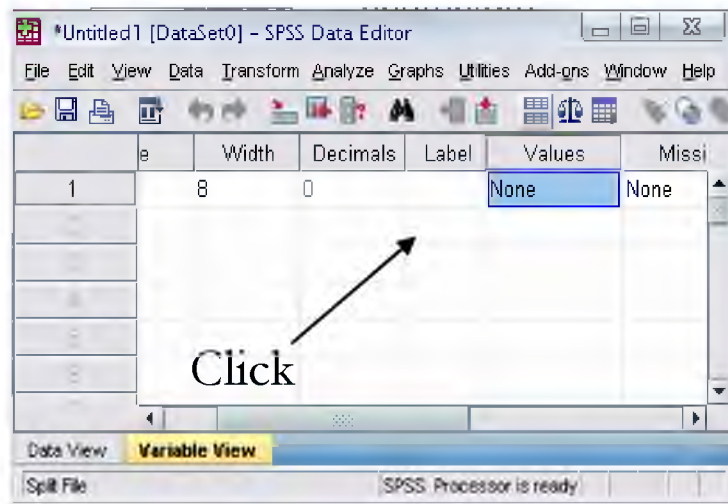 *Untitled1 [DataSet0] - SPSS Data Editor
File Edit View Data Transform Analyze Graphs Utilities Add-ons Window Help
e Width Decimals Label Values Missi
1 8 0 None None
Click
Data View Variable View
Split File SPSS Processor is ready